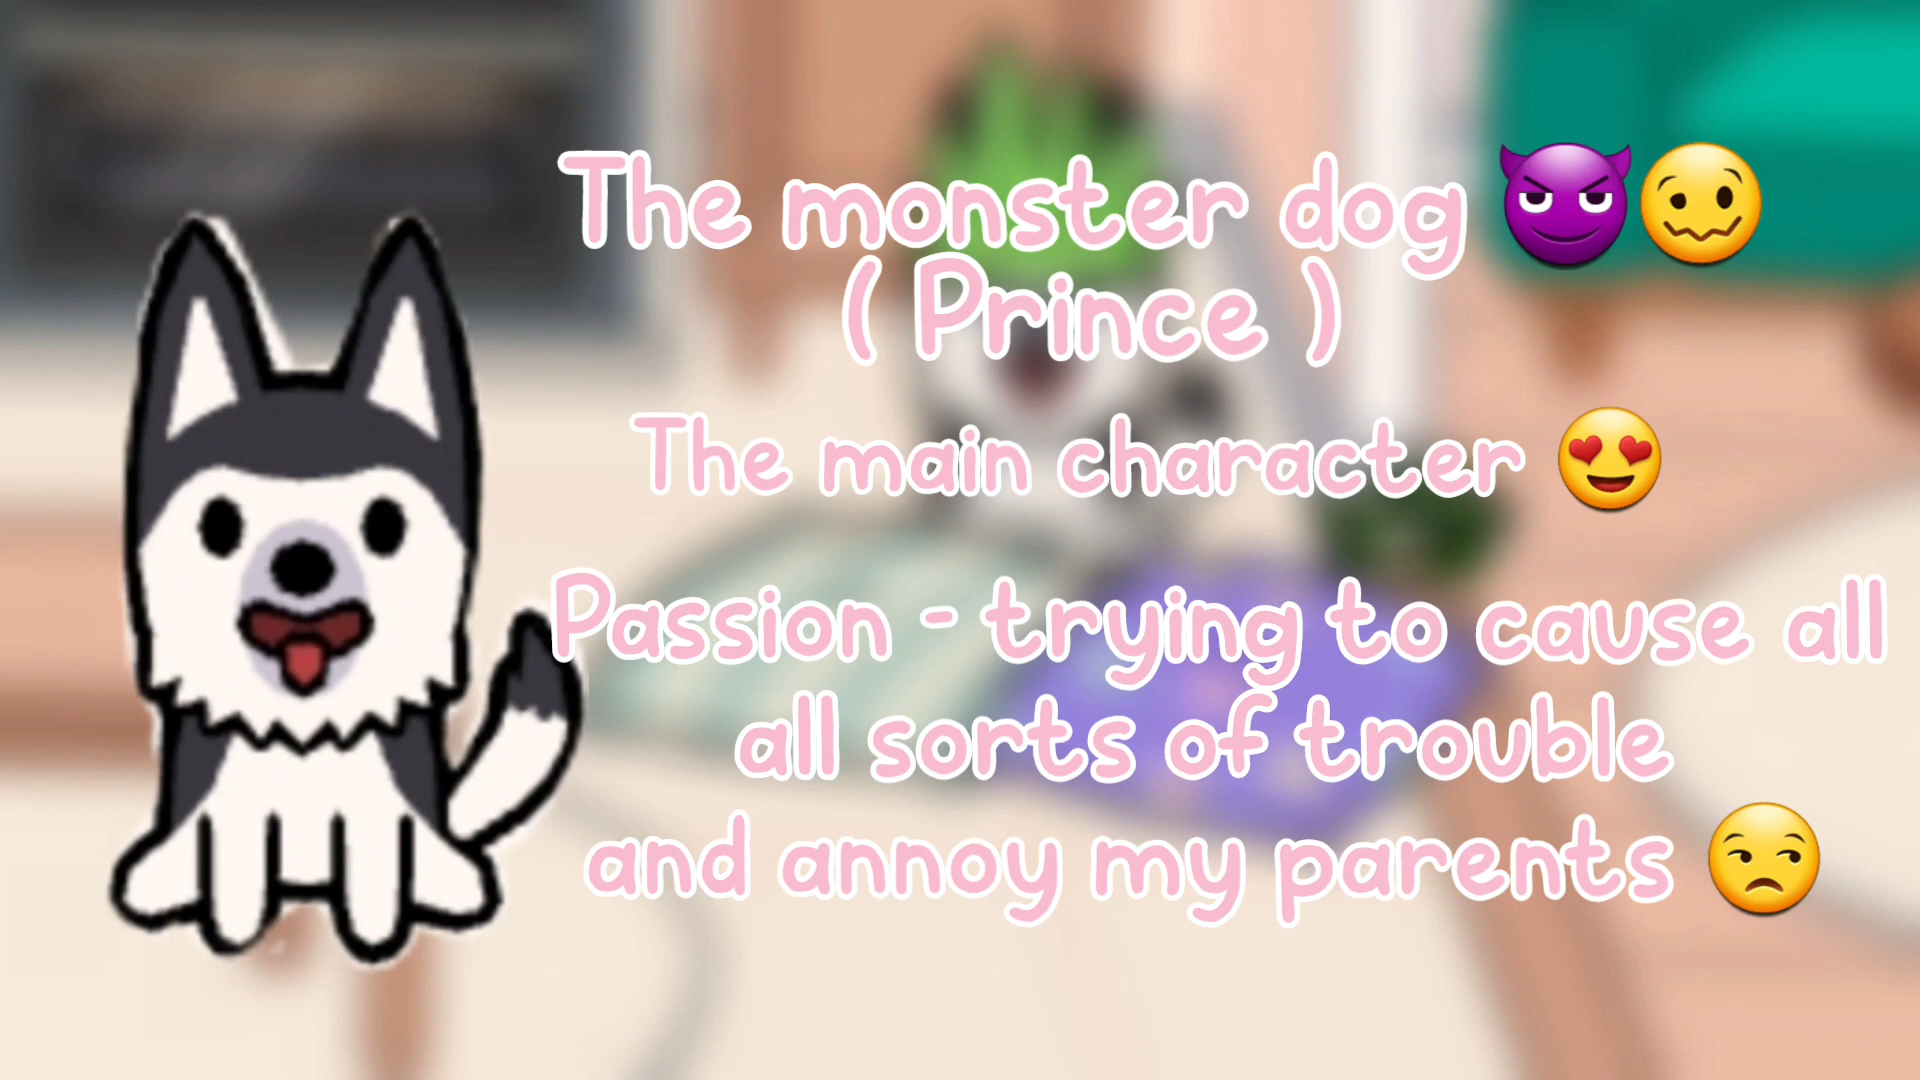 The monster dog 😈🥴
( Prince )
The main character 😍
Passion - trying to cause all
all sorts of trouble
and annoy my parents 😒